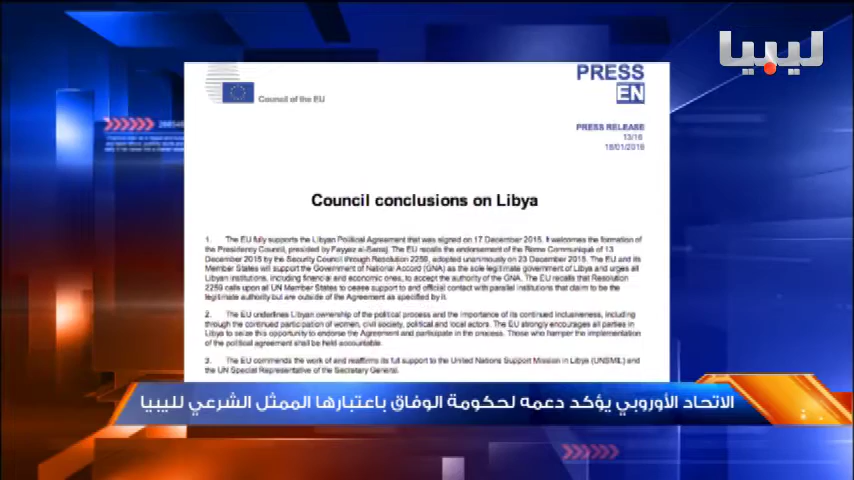 ليبيا
Council of the EU
PRESS
EN
PRESS RELEASE
13/16
18/01/2016
Council conclusions on Libya
1. The EU fully supports the Libyan Political Agreement that was signed on 17 December 2015. It welcomes the formation of
the Presidency Council, presided by Fayyez al-Sarraj. The EU recalls the endorsement of the Rome Communiqué of 13
December 2015 by the Security Council through Resolution 2259, adopted unanimously on 23 December 2015. The EU and its
Member States will support the Government of National Accord (GNA) as the sole legitimate government of Libya and urges all
Libyan institutions, including financial and economic ones, to accept the authority of the GNA. The EU recalls that Resolution
2259 calls upon all UN Member States to cease support to and official contact with parallel institutions that claim to be the
legitimate authority but are outside of the Agreement as specified by it.
2. The EU underlines Libyan ownership of the political process and the importance of its continued inclusiveness, including
through the continued participation of women, civil society, political and local actors. The EU strongly encourages all parties in
Libya to seize this opportunity to endorse the Agreement and participate in the process. Those who hamper the implementation
of the political agreement shall be held accountable.
3. The EU commends the work of and reaffirms its full support to the United Nations Support Mission in Libya (UNSMIL) and
the UN Special Representative of the Secretary General.
الاتحاد الأوروبي يؤكد دعمه لحكومة الوفاق باعتبارها الممثل الشرعي لليبيا